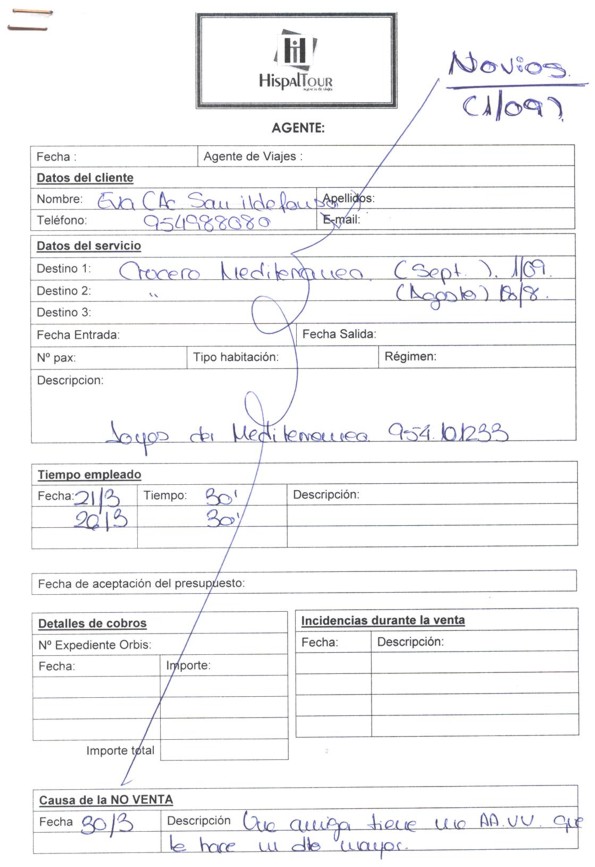 HISPALTOUR
agencia de viajes
Novios.
(1/09)
AGENTE:
Fecha : Agente de Viajes :
Datos del cliente
Nombre: Eva CAc San ildefonso Apellidos:
Teléfono: 954988080 E-mail:
Datos del servicio
Destino 1: Crucero Mediterraneo (Sept.). 1/09.
Destino 2: " (Agosto) 18/8.
Destino 3:
Fecha Entrada: Fecha Salida:
Nº pax: Tipo habitación: Régimen:
Descripcion:
Joyas del Mediterraneo 954.101233
Tiempo empleado
Fecha: 21/3 Tiempo: 30' Descripción:
26/3 30'
Fecha de aceptación del presupuesto:
Detalles de cobros
Nº Expediente Orbis:
Fecha: Importe:
Importe total
Incidencias durante la venta
Fecha: Descripción:
Causa de la NO VENTA
Fecha 30/3 Descripción Una amiga tiene una AA.VV. que
le hace un dto mayor.